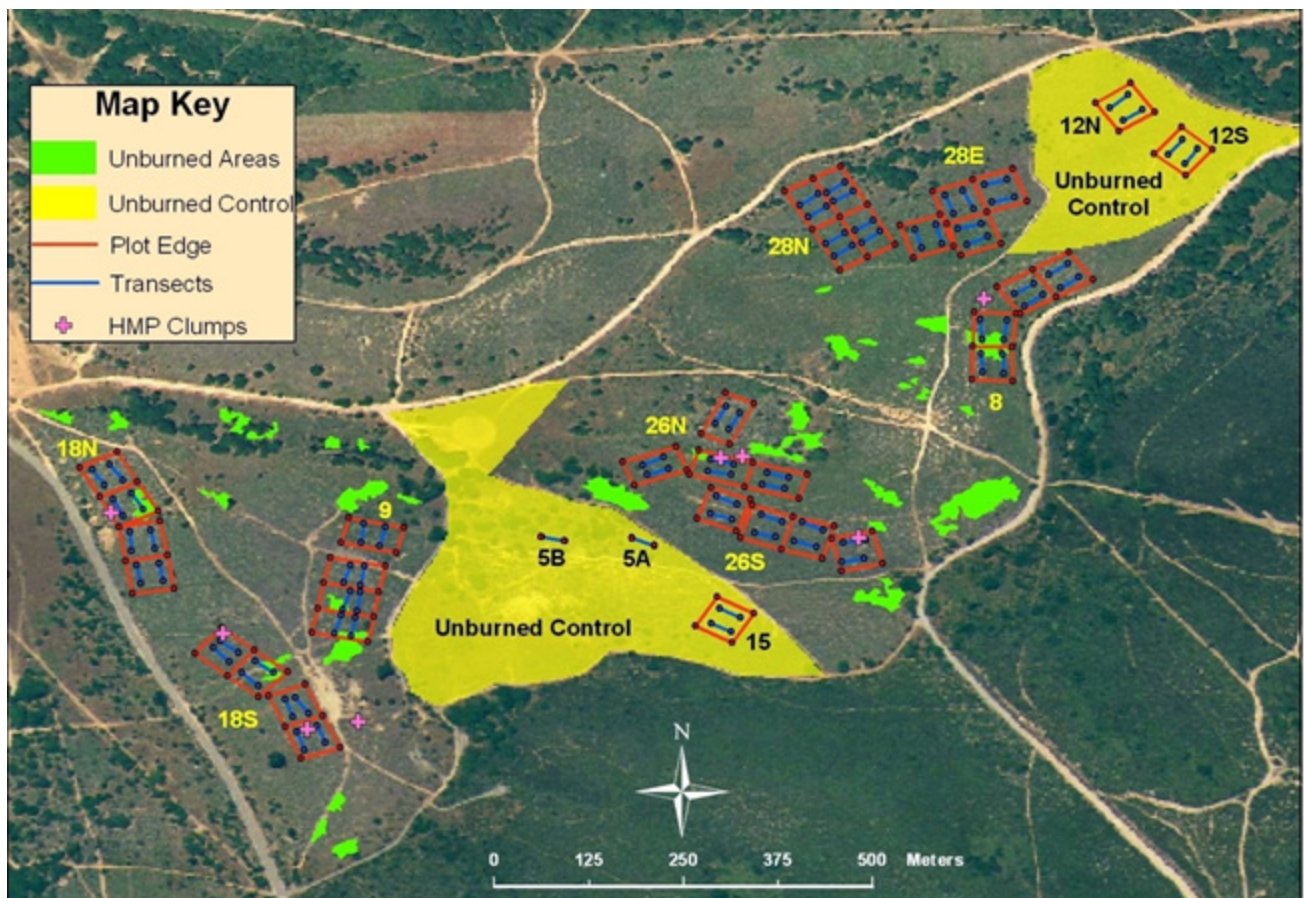 Map Key
Unburned Areas
Unburned Control
Plot Edge
Transects
HMP Clumps
12N
12S
28E
Unburned
Control
28N
8
26N
18N
9
5B
5A
26S
Unburned Control
15
18S
N
0 125 250 375 500 Meters